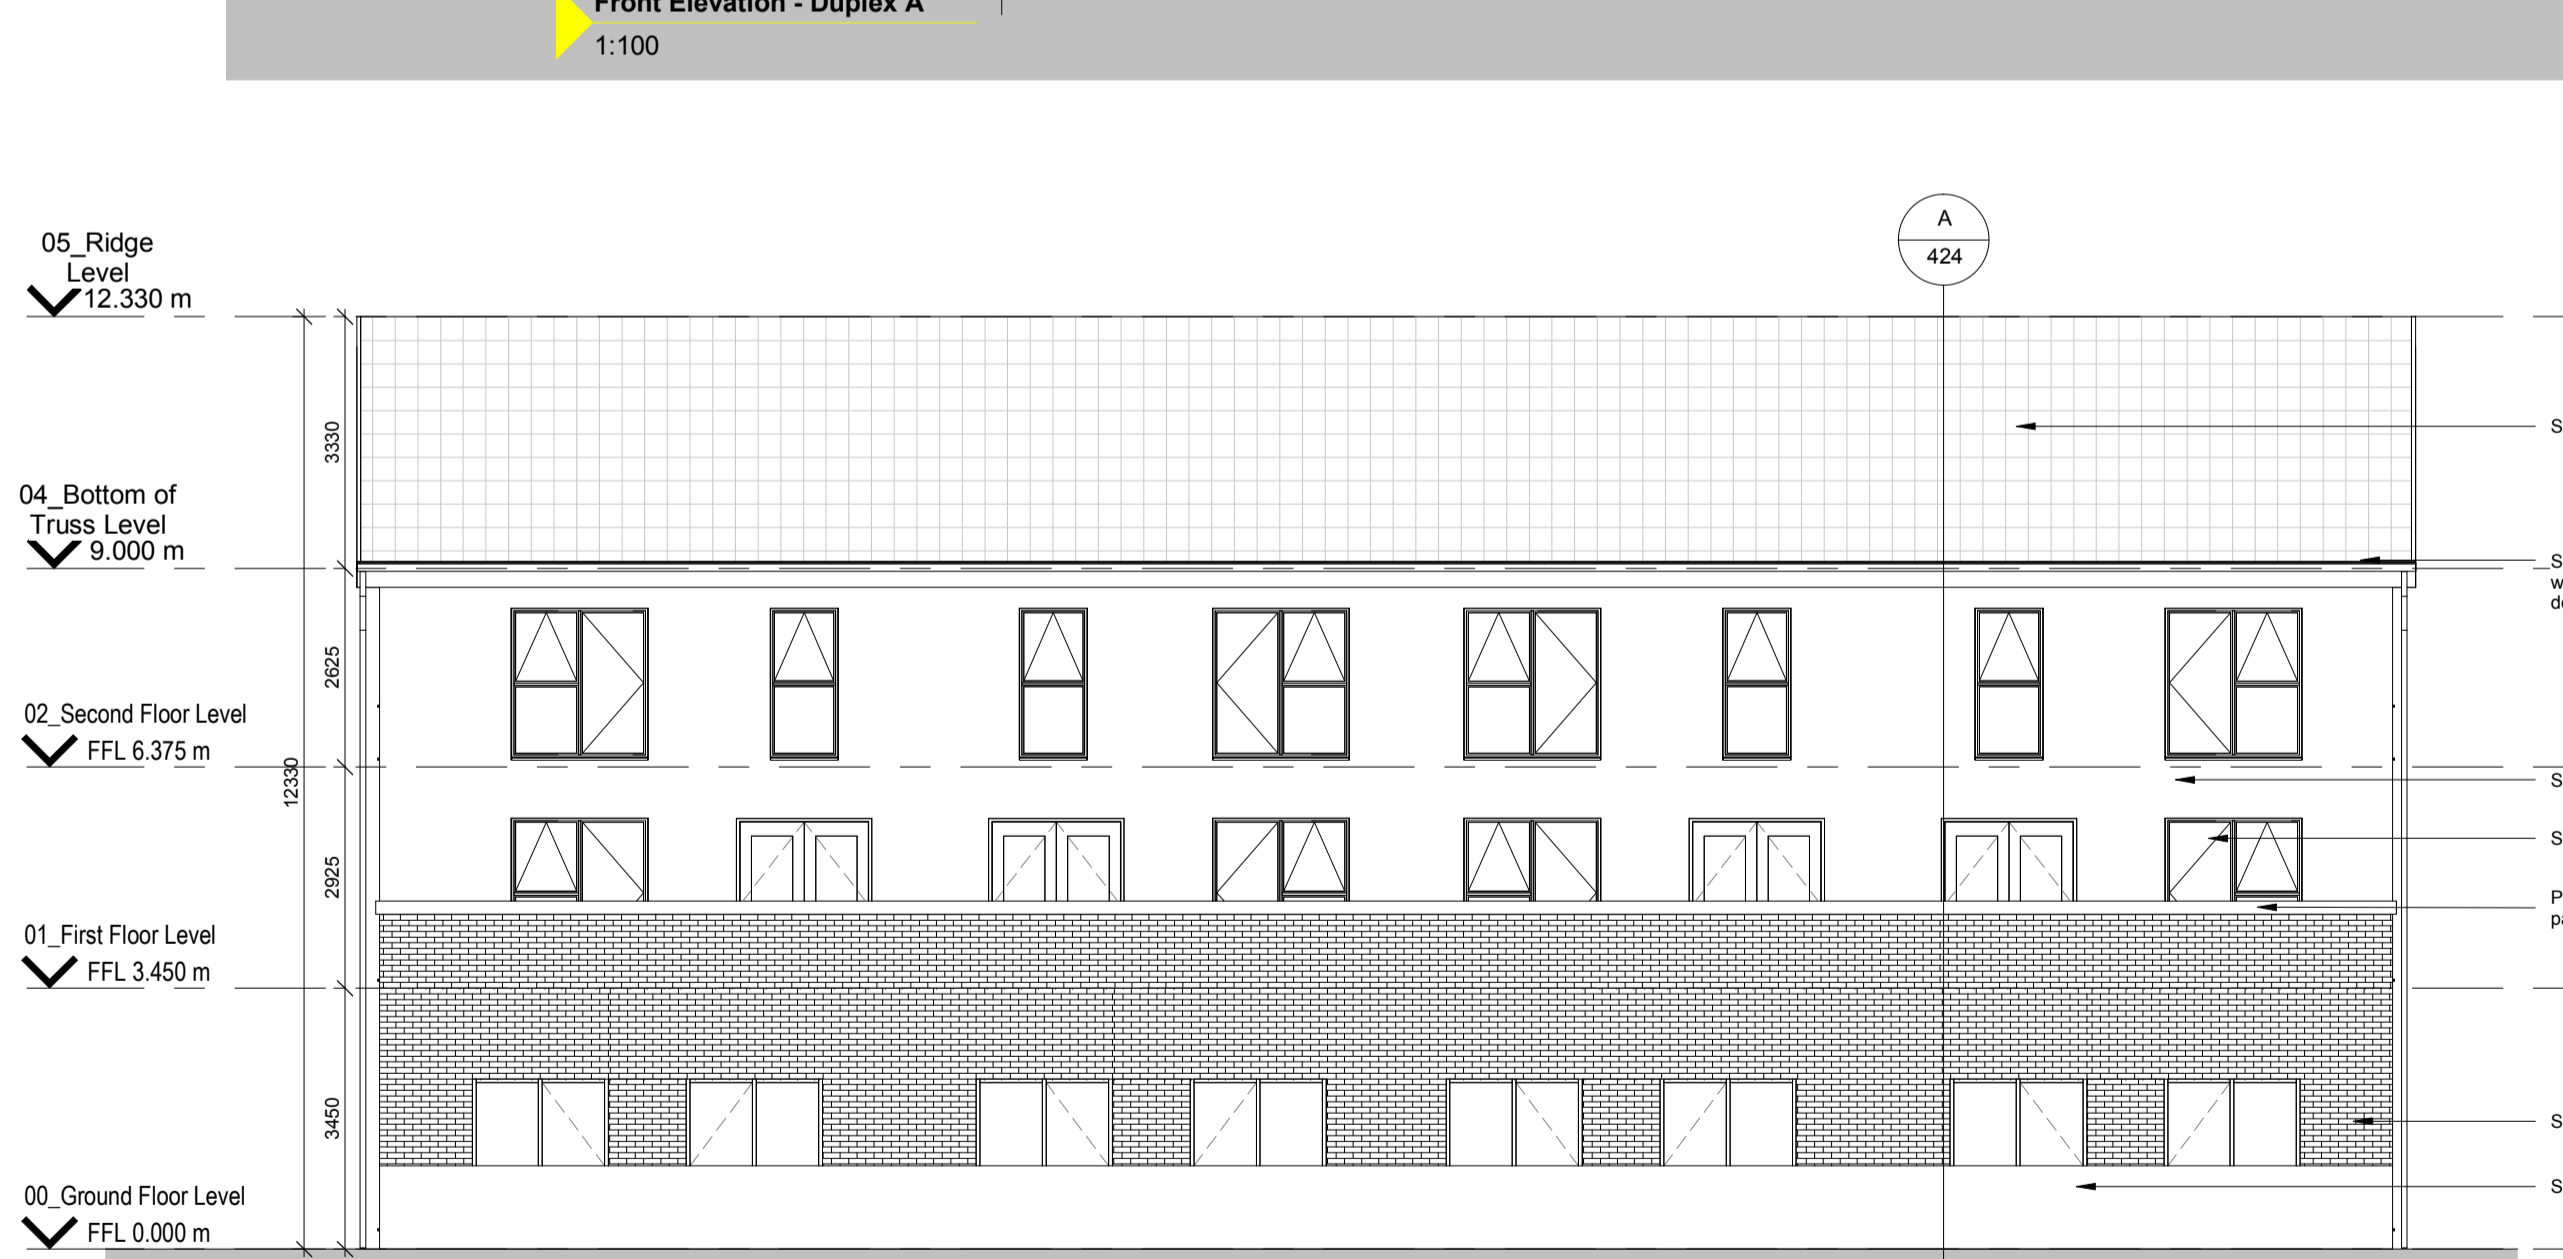 Front Elevation - Duplex A
1:100
A
424
05_Ridge
Level
12.330 m
3330
04_Bottom of
Truss Level
9.000 m
2625
02_Second Floor Level
FFL 6.375 m
12330
2925
01_First Floor Level
FFL 3.450 m
3450
00_Ground Floor Level
FFL 0.000 m
S
S
w
de
S
S
P
pa
S
S